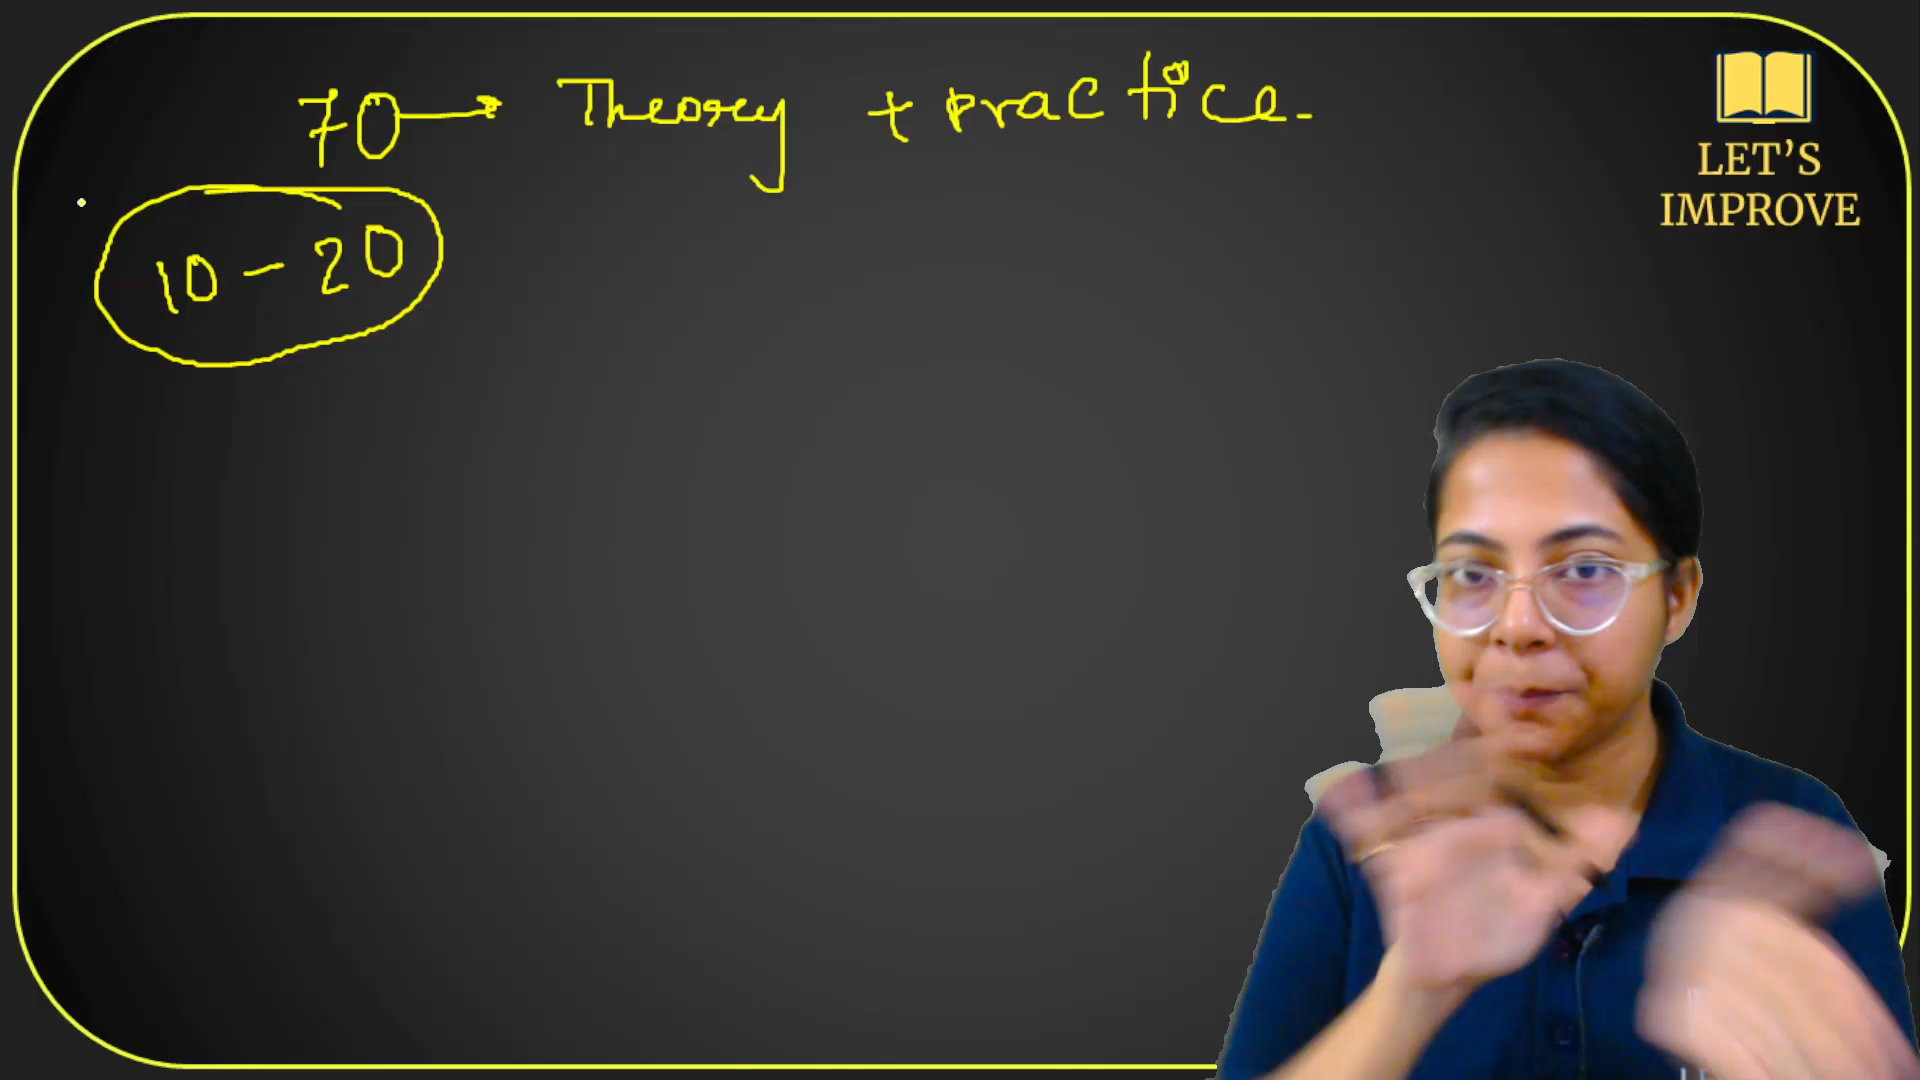 70 → Theory + practice.
10 - 20
LET'S
IMPROVE